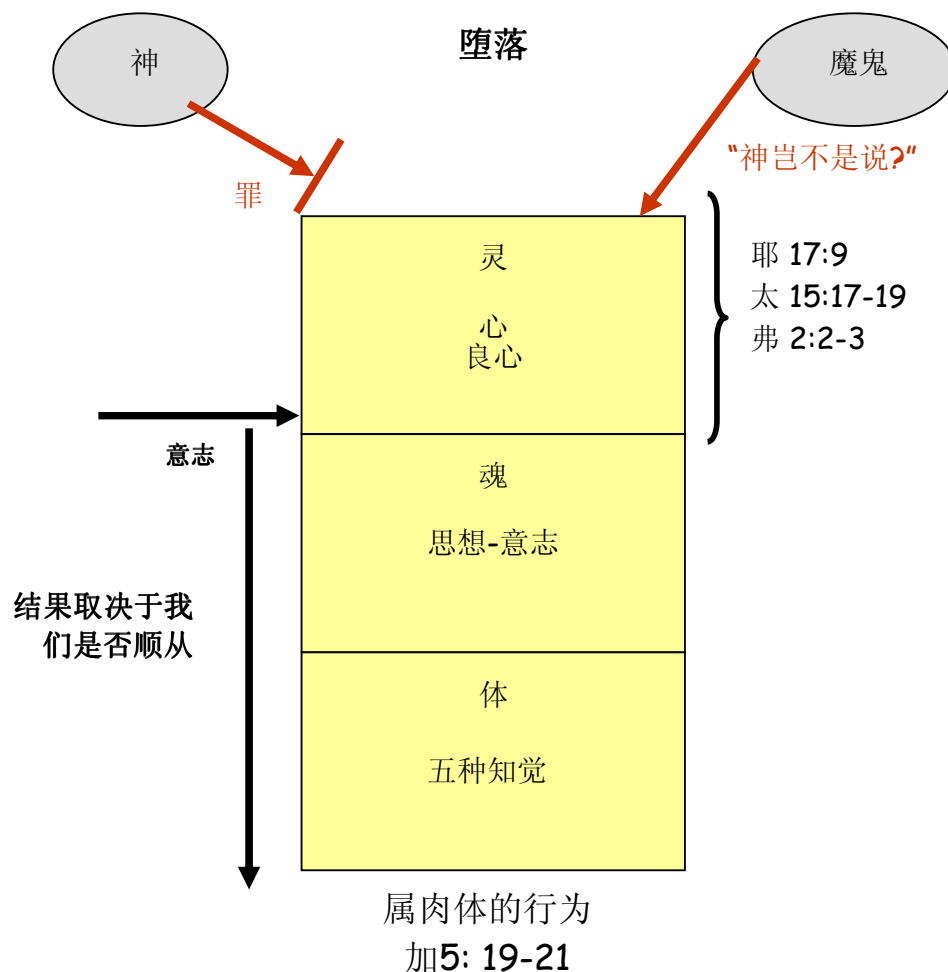 堕落
神
魔鬼
“神岂不是说?”
罪
灵
心
良心
耶 17:9
太 15:17-19
弗 2:2-3
意志
魂
思想-意志
结果取决于我
们是否顺从
体
五种知觉
属肉体的行为
加5: 19-21